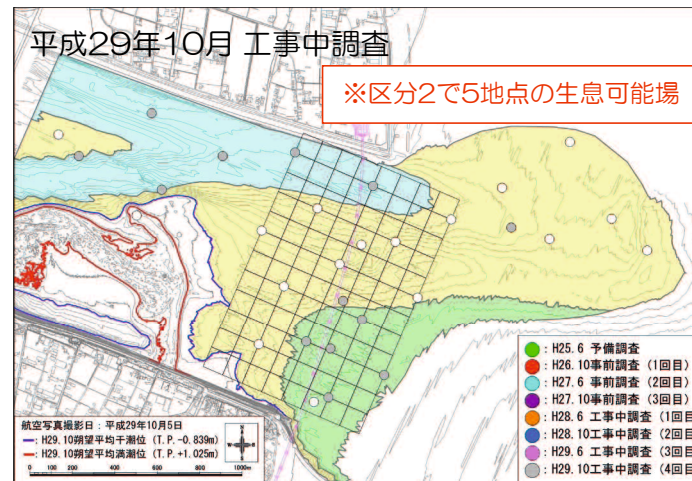 平成29年10月 工事中調査
※区分2で5地点の生息可能場
航空写真撮影日：平成29年10月5日
: H29.10朔望平均干潮位 (T.P.-0.839m)
: H29.10朔望平均満潮位 (T.P.+1.025m)
0 200 400 600 800 1000m
N
W E
S
: H25.6 予備調査
: H26.10事前調査 (1回目)
: H27.6 事前調査 (2回目)
: H27.10事前調査 (3回目)
: H28.6 工事中調査 (1回目
: H28.10工事中調査 (2回目
: H29.6 工事中調査 (3回目
: H29.10工事中調査 (4回目